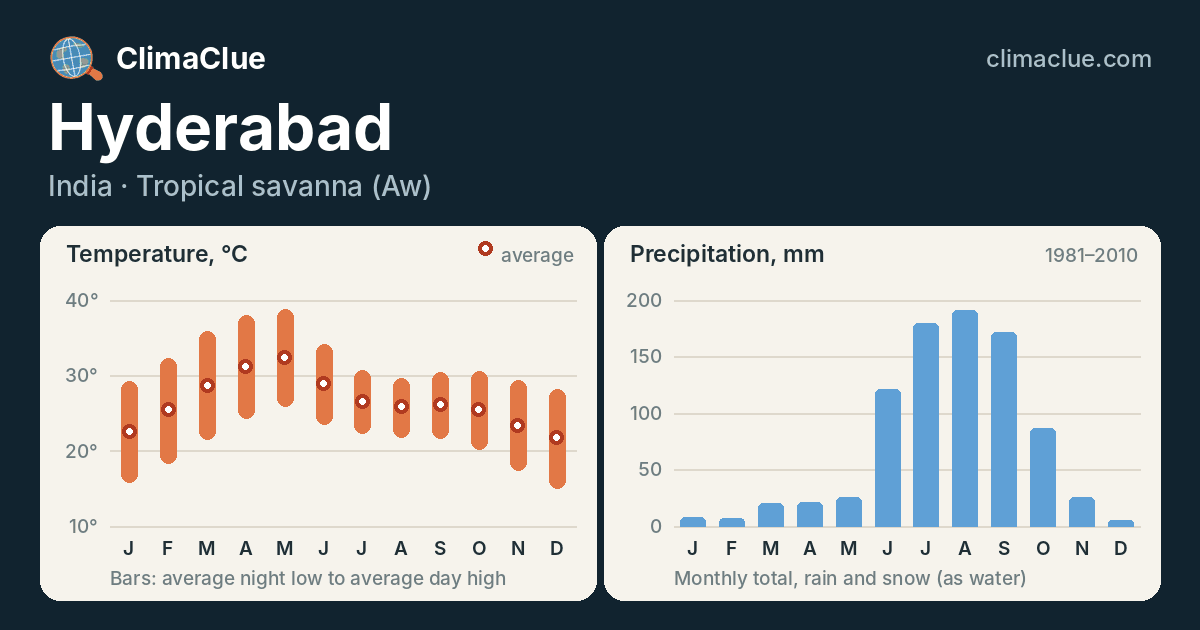 ClimaClue
climaclue.com
Hyderabad
India · Tropical savanna (Aw)
Temperature, °C
average
40°
30°
20°
10°
J F M A M J J A S O N D
Bars: average night low to average day high
Precipitation, mm
1981–2010
200
150
100
50
0
J F M A M J J A S O N D
Monthly total, rain and snow (as water)